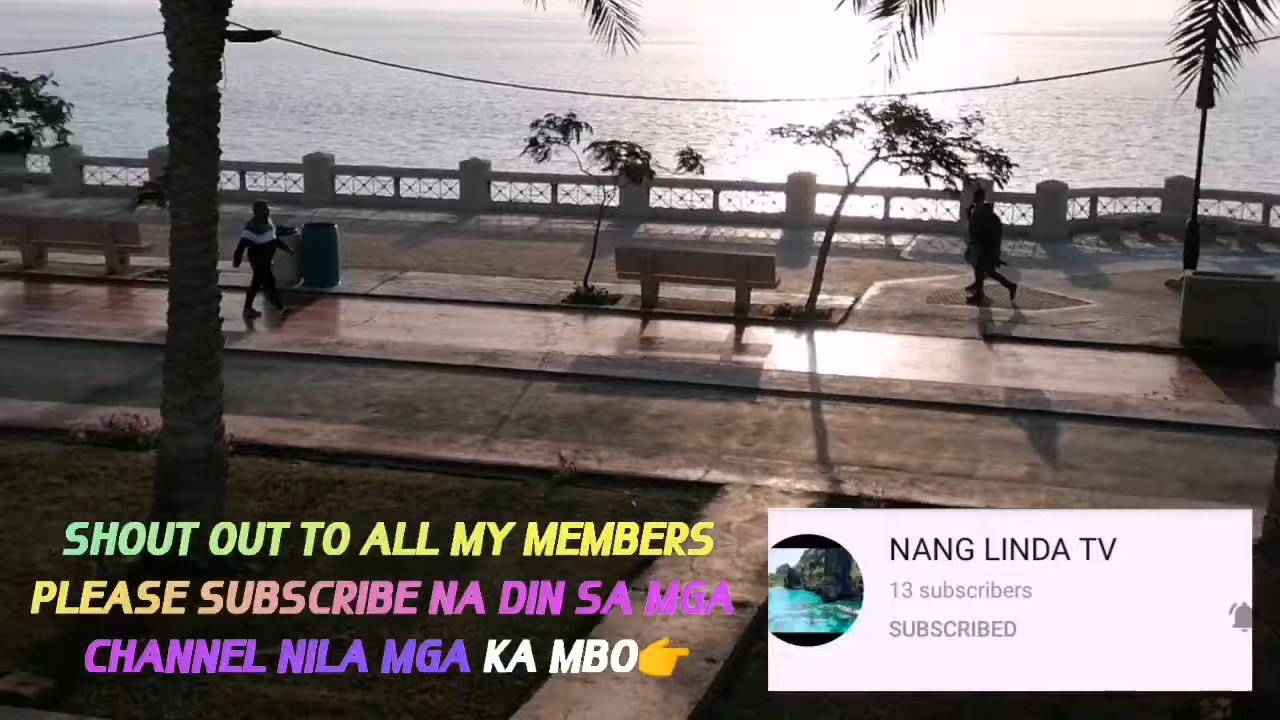 SHOUT OUT TO ALL MY MEMBERS
PLEASE SUBSCRIBE NA DIN SA MGA
CHANNEL NILA MGA KA MBO👉
NANG LINDA TV
13 subscribers
SUBSCRIBED